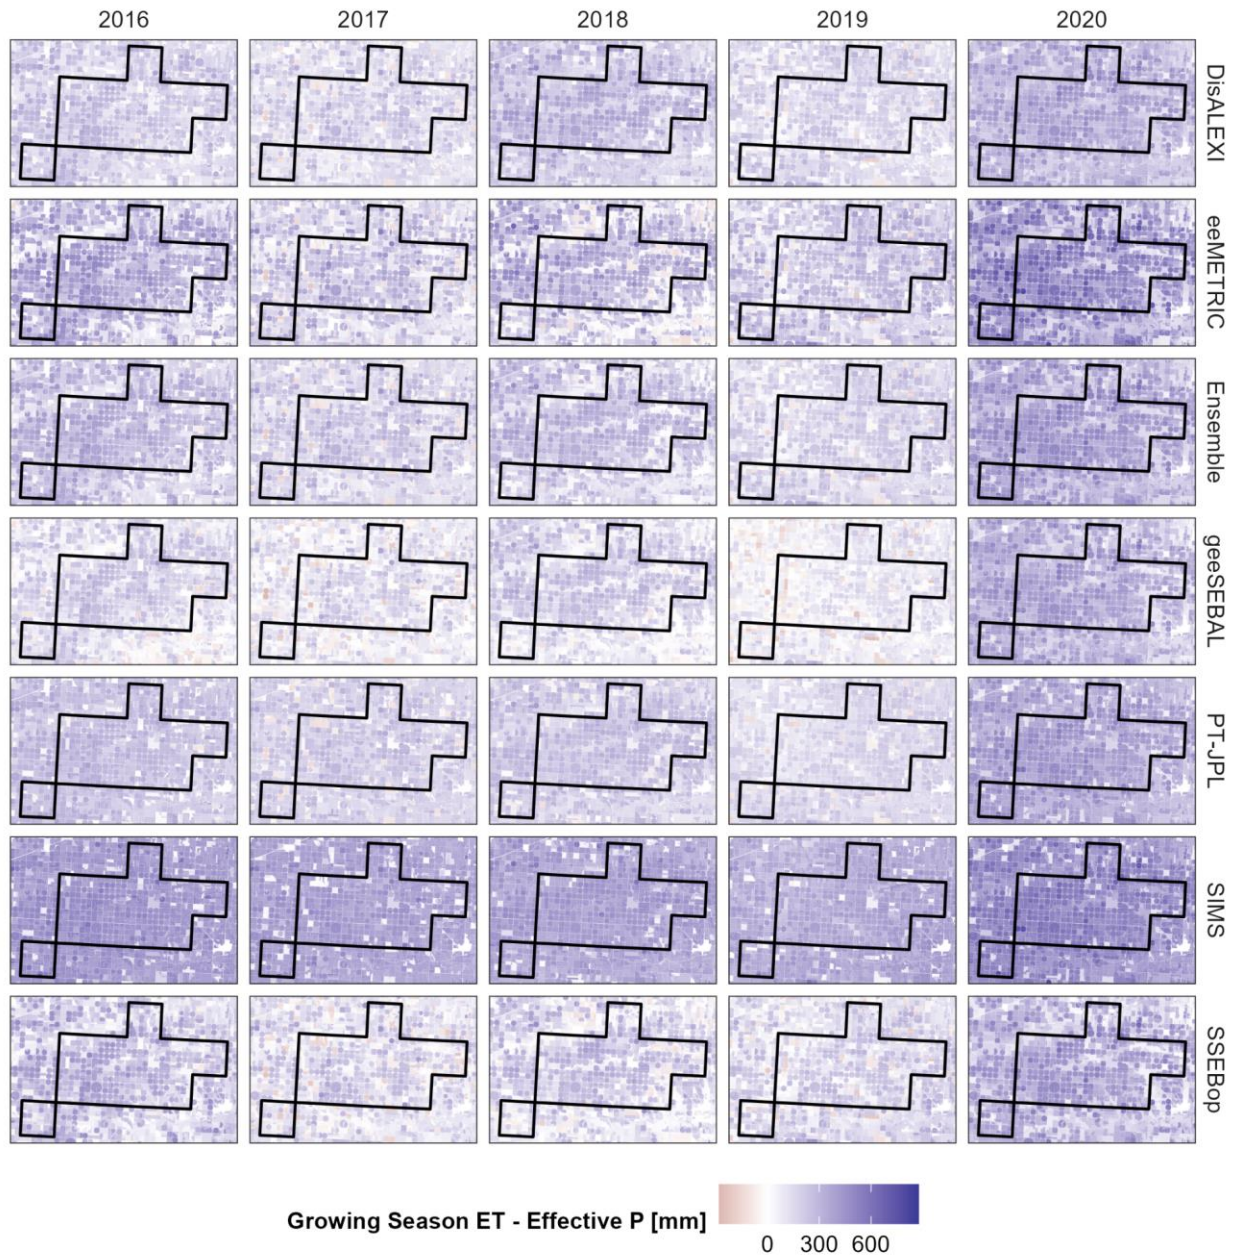 2016 2017 2018 2019 2020
DisALEXI
eeMETRIC
Ensemble
geeSEBAL
PT-JPL
SIMS
SSEBop
Growing Season ET - Effective P [mm]
0 300 600